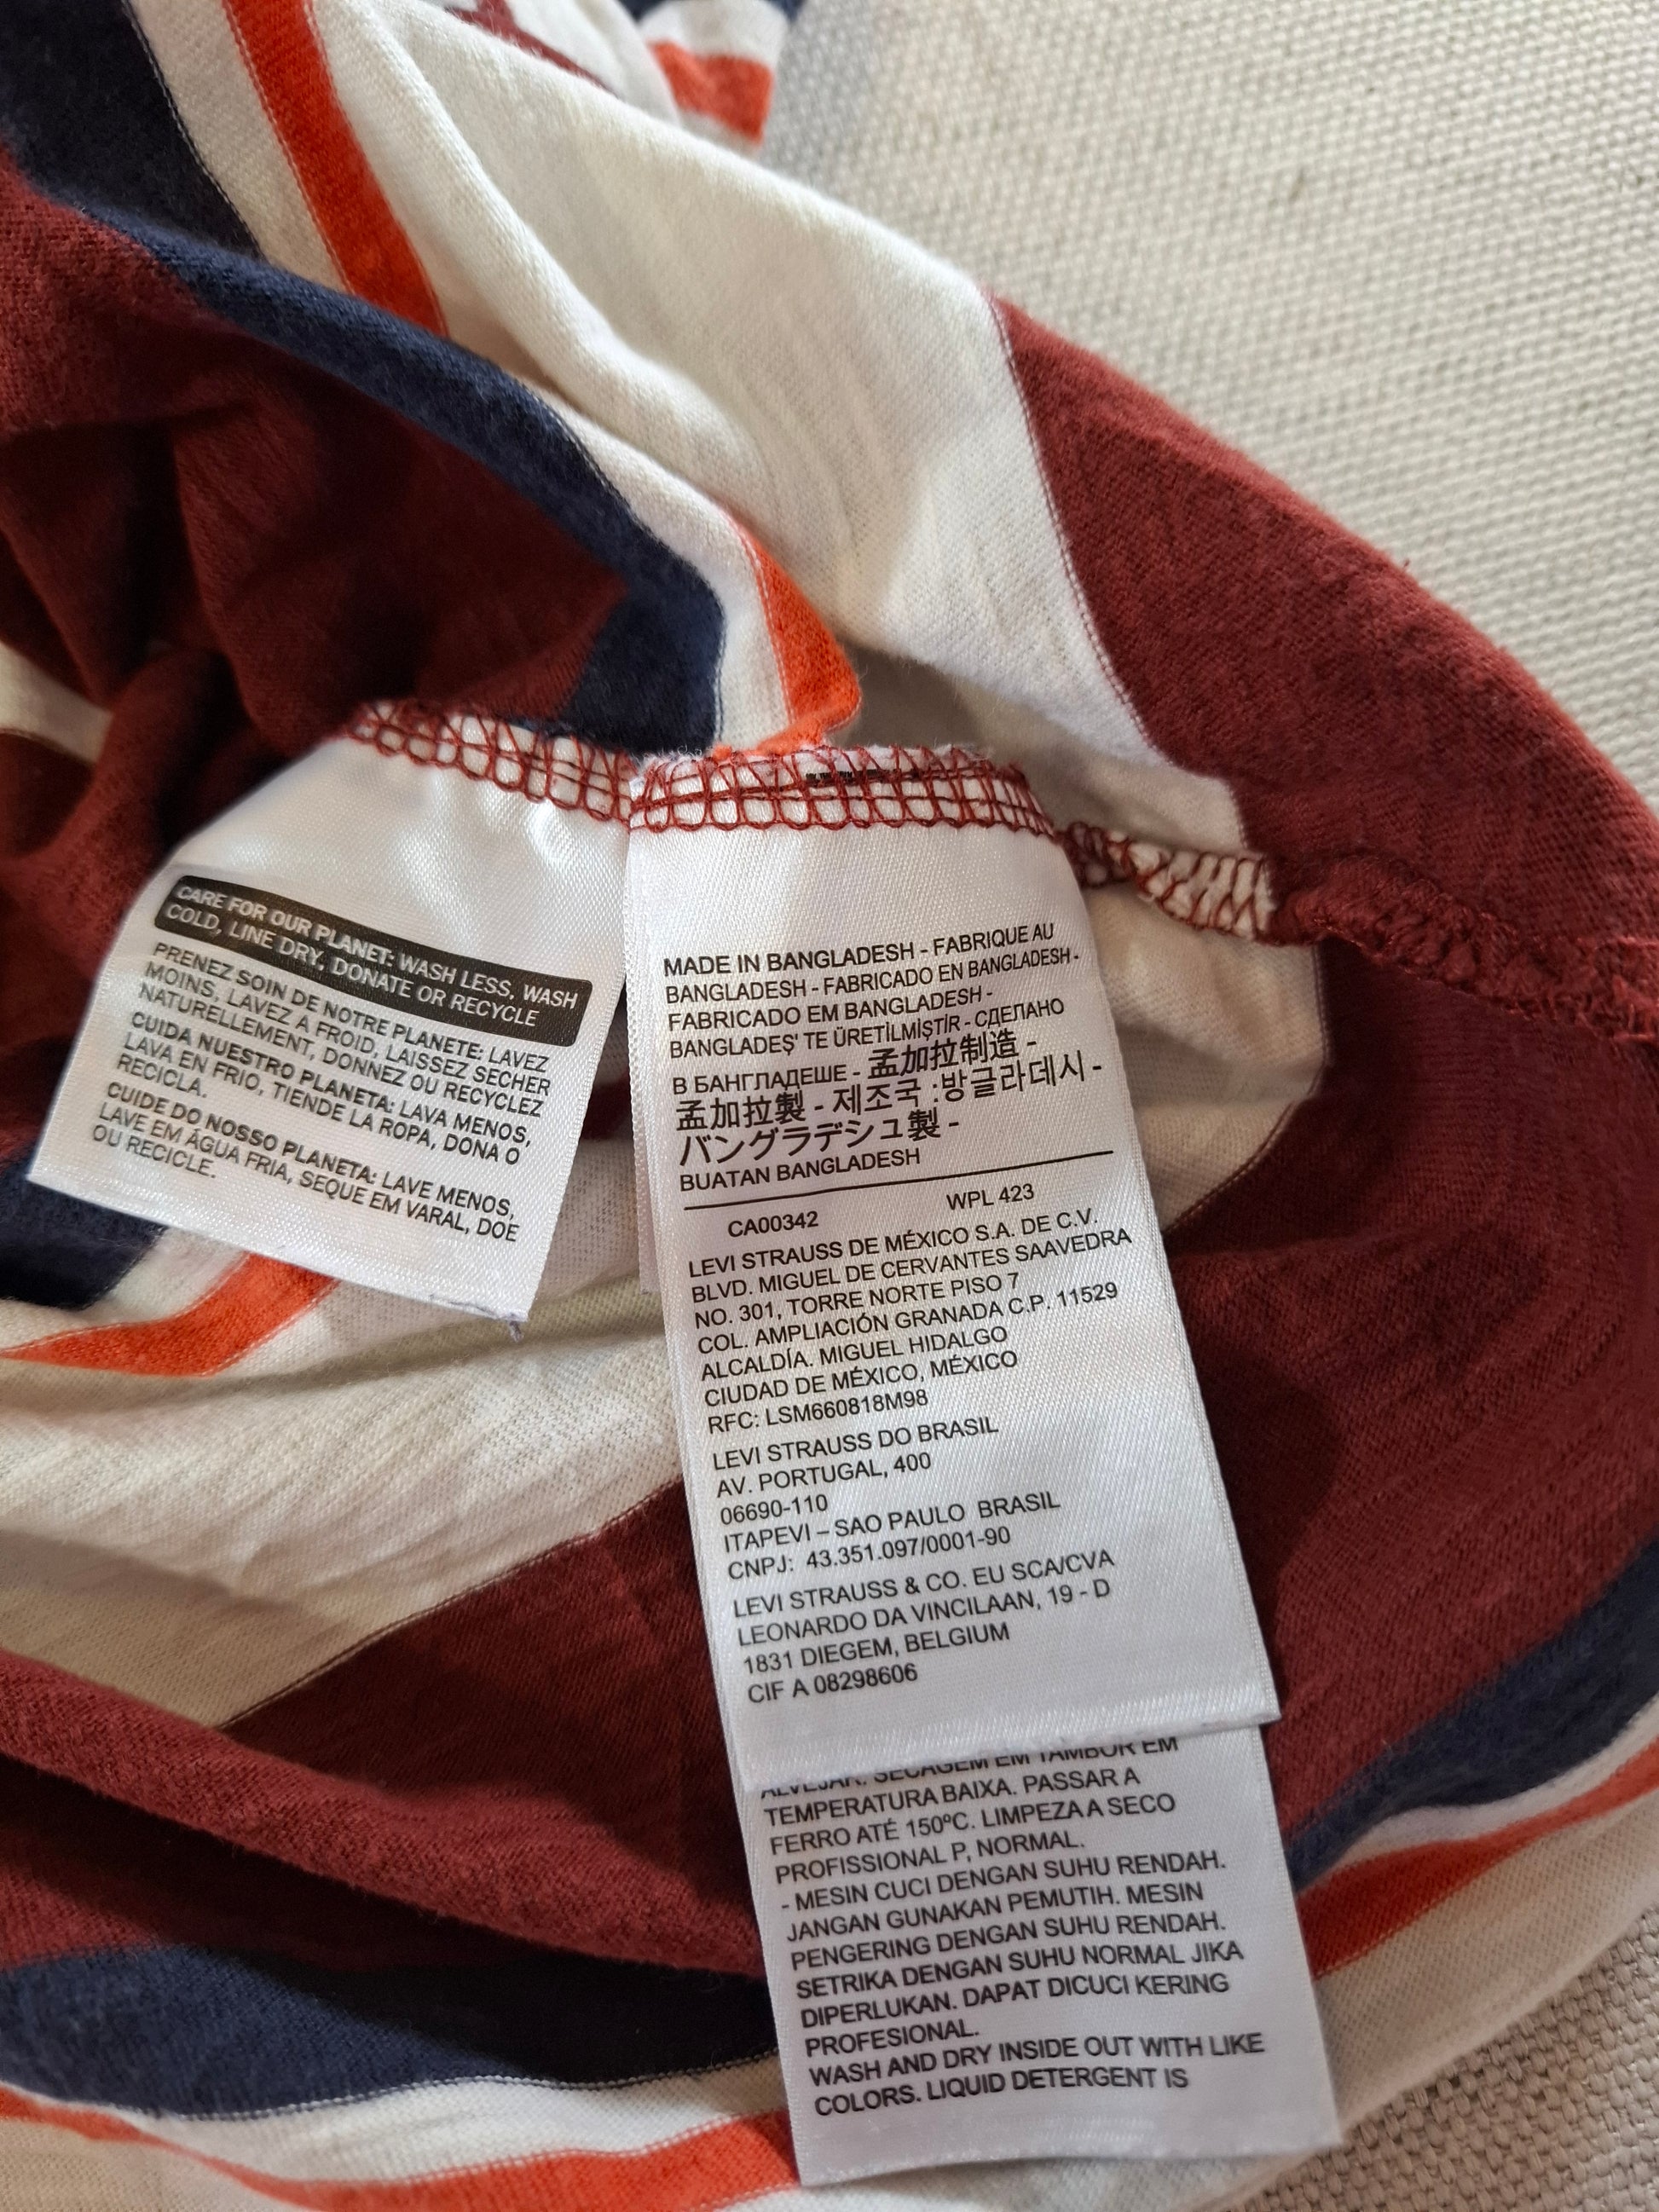 CARE FOR OUR PLANET: WASH LESS, WASH
COLD, LINE DRY, DONATE OR RECYCLE
PRENEZ SOIN DE NOTRE PLANETE: LAVEZ
MOINS, LAVEZ À FROID, LAISSEZ SECHER
NATURELLEMENT, DONNEZ OU RECYCLEZ
CUIDA NUESTRO PLANETA: LAVA MENOS,
LAVA EN FRIO, TIENDE LA ROPA, DONA O
RECICLA.
CUIDE DO NOSSO PLANETA: LAVE MENOS,
LAVE EM ÁGUA FRIA, SEQUE EM VARAL, DOE
OU RECICLE.
MADE IN BANGLADESH - FABRIQUE AU
BANGLADESH - FABRICADO EN BANGLADESH -
FABRICADO EM BANGLADESH -
BANGLADEŞ' TE ÜRETİLMİŞTİR - СДЕЛАНО
В БАНГЛАДЕШЕ - 孟加拉制造 -
孟加拉製 - 제조국 :방글라데시 -
バングラデシュ製 -
BUATAN BANGLADESH
CA00342 WPL 423
LEVI STRAUSS DE MÉXICO S.A. DE C.V.
BLVD. MIGUEL DE CERVANTES SAAVEDRA
NO. 301, TORRE NORTE PISO 7
COL. AMPLIACIÓN GRANADA C.P. 11529
ALCALDÍA. MIGUEL HIDALGO
CIUDAD DE MÉXICO, MÉXICO
RFC: LSM660818M98
LEVI STRAUSS DO BRASIL
AV. PORTUGAL, 400
06690-110
ITAPEVI – SAO PAULO BRASIL
CNPJ: 43.351.097/0001-90
LEVI STRAUSS & CO. EU SCA/CVA
LEONARDO DA VINCILAAN, 19 - D
1831 DIEGEM, BELGIUM
CIF A 08298606
ALVEJAR. SECAGEM EM TAMBOR EM
TEMPERATURA BAIXA. PASSAR A
FERRO ATÉ 150ºC. LIMPEZA A SECO
PROFISSIONAL P, NORMAL.
- MESIN CUCI DENGAN SUHU RENDAH.
JANGAN GUNAKAN PEMUTIH. MESIN
PENGERING DENGAN SUHU RENDAH.
SETRIKA DENGAN SUHU NORMAL JIKA
DIPERLUKAN. DAPAT DICUCI KERING
PROFESIONAL.
WASH AND DRY INSIDE OUT WITH LIKE
COLORS. LIQUID DETERGENT IS